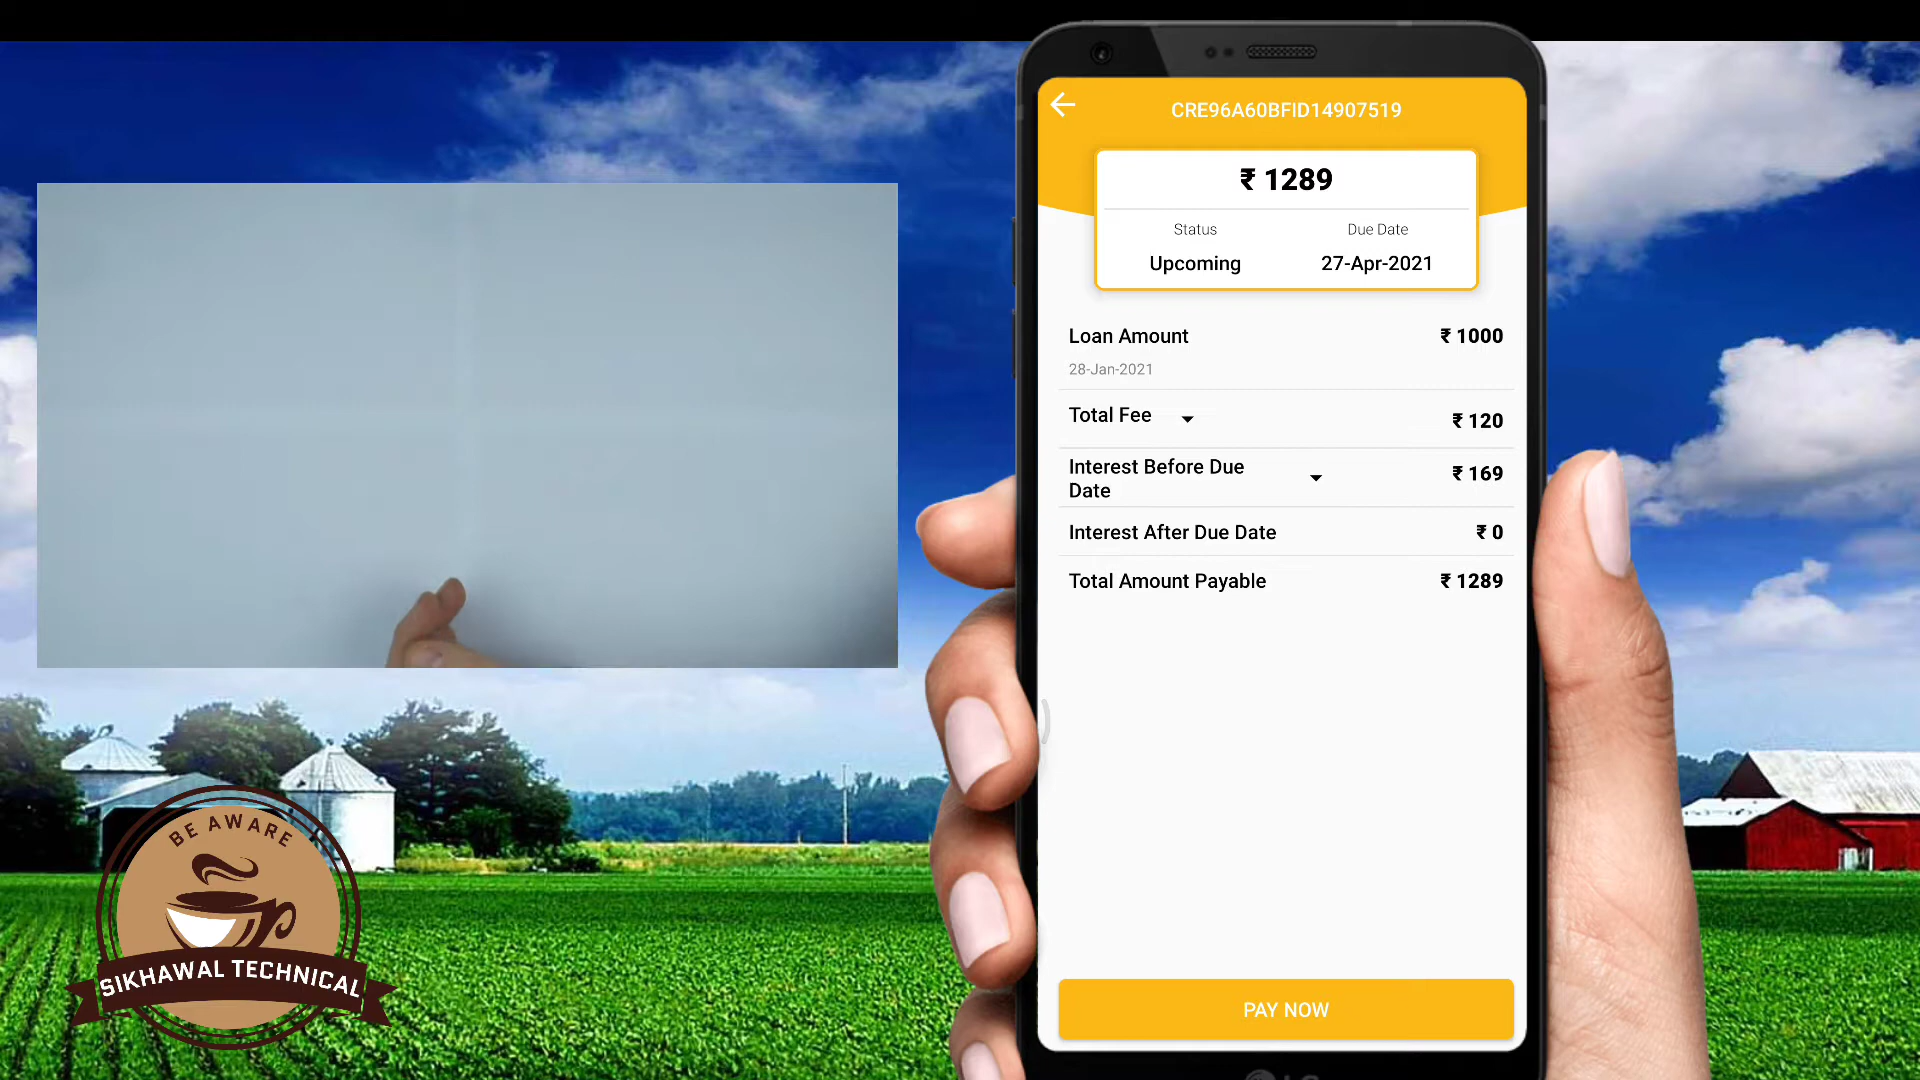 CRE96A60BFID14907519
₹ 1289
Status Due Date
Upcoming 27-Apr-2021
Loan Amount ₹ 1000
28-Jan-2021
Total Fee ₹ 120
Interest Before Due Date ₹ 169
Interest After Due Date ₹ 0
Total Amount Payable ₹ 1289
PAY NOW
BE AWARE
SIKHAWAL TECHNICAL